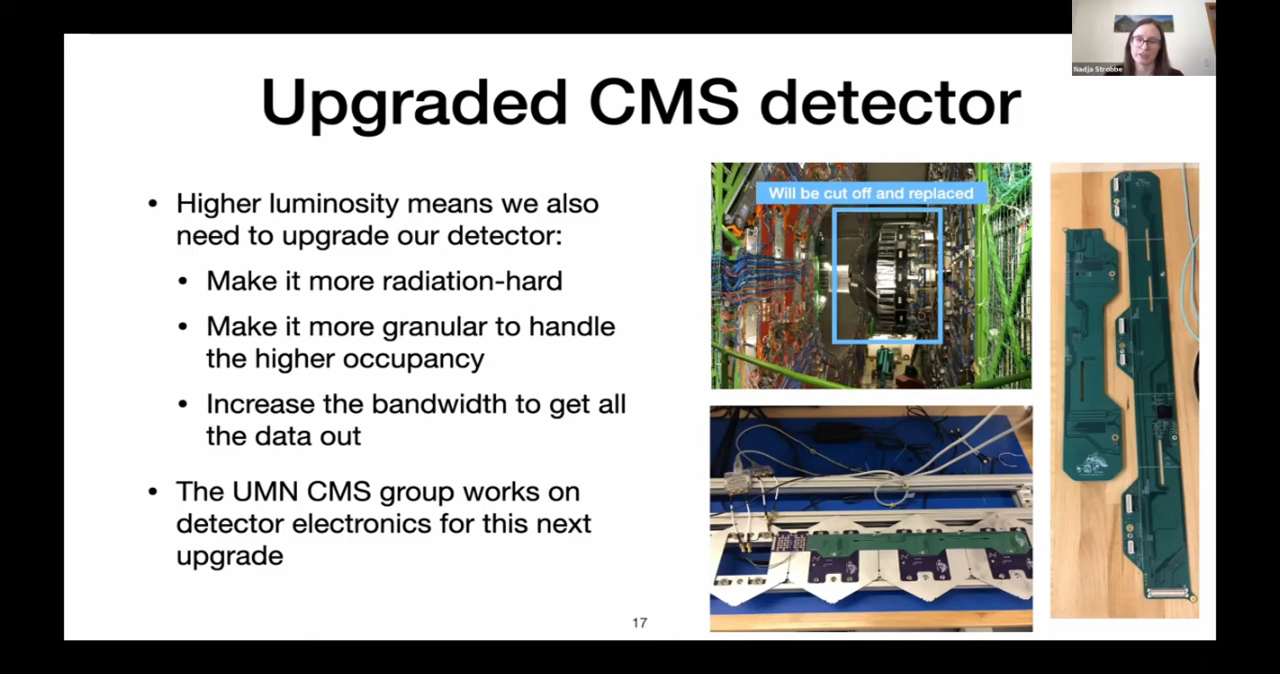 Nadja Strobbe
Upgraded CMS detector
• Higher luminosity means we also
need to upgrade our detector:
• Make it more radiation-hard
• Make it more granular to handle
the higher occupancy
• Increase the bandwidth to get all
the data out
• The UMN CMS group works on
detector electronics for this next
upgrade
Will be cut off and replaced
17